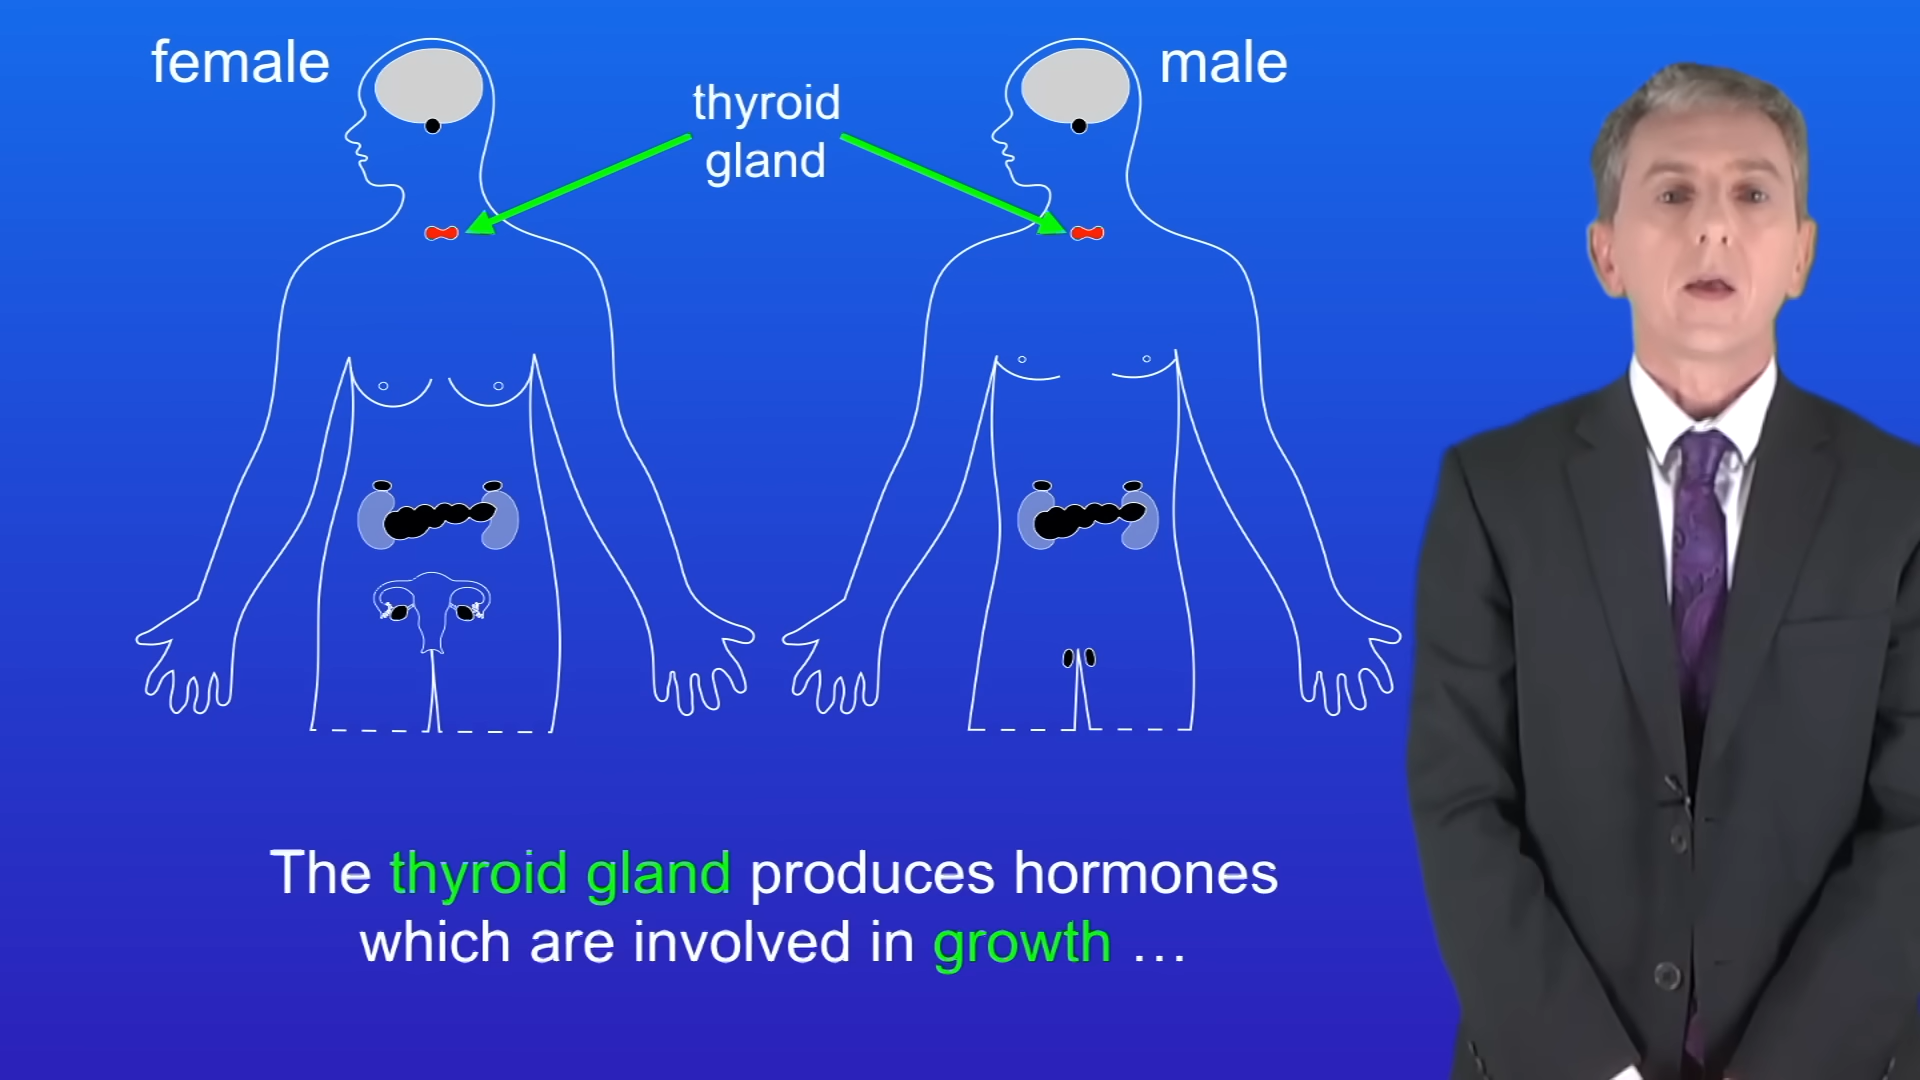 female
male
thyroid
gland
The thyroid gland produces hormones
which are involved in growth …